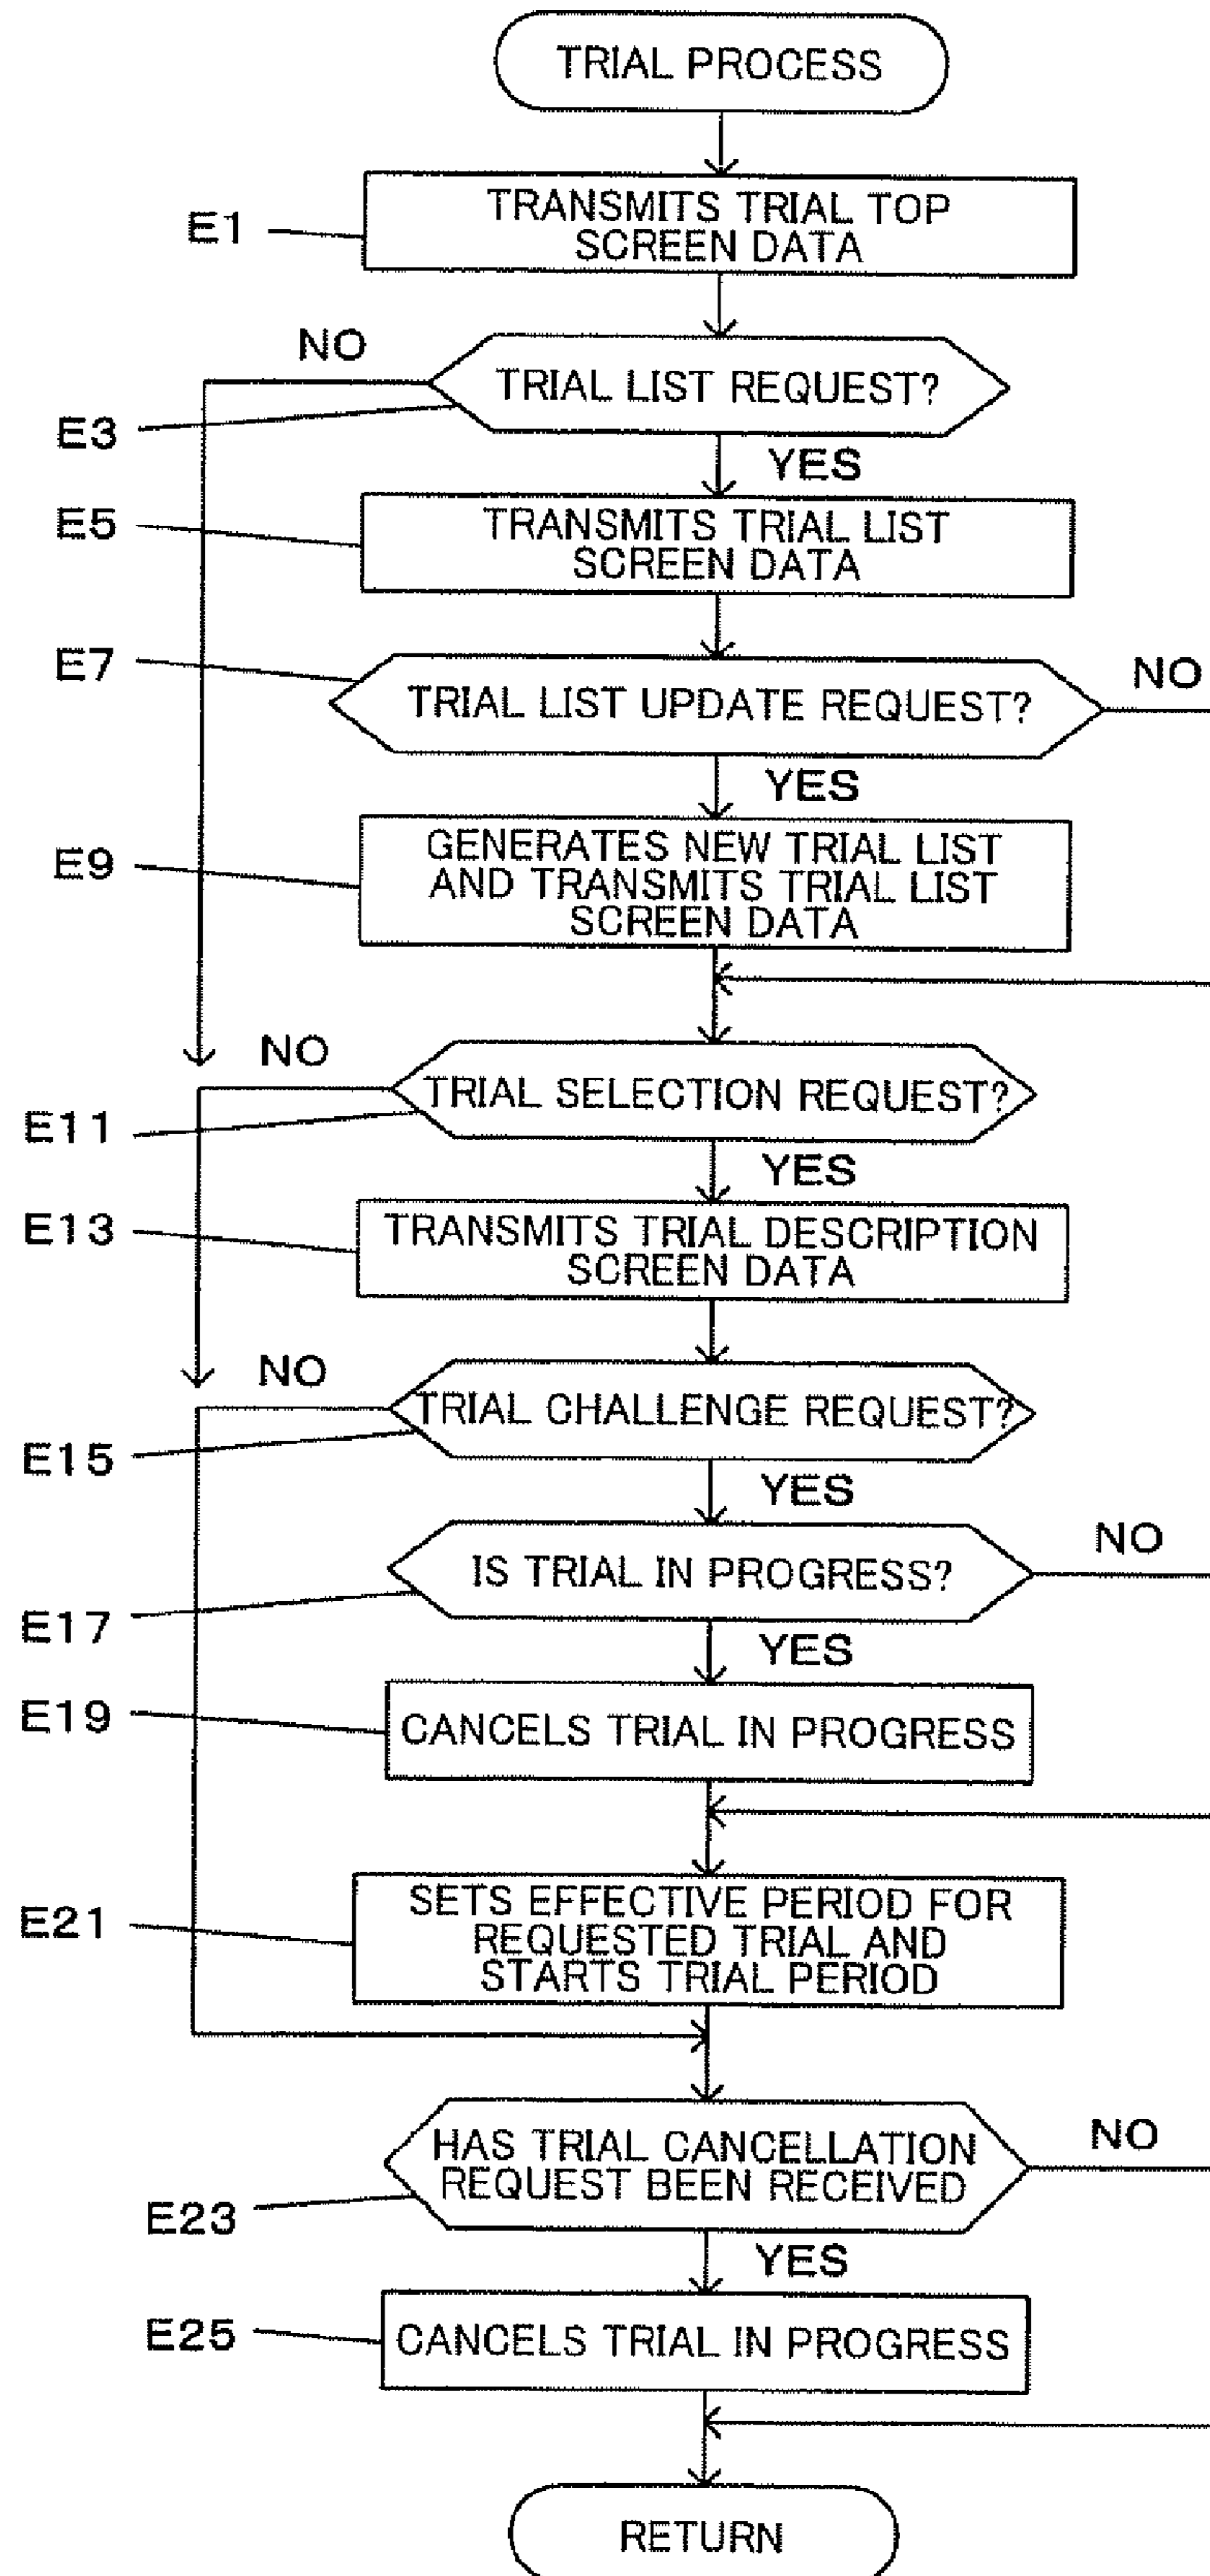 TRIAL PROCESS
E1
TRANSMITS TRIAL TOP
SCREEN DATA
NO
TRIAL LIST REQUEST?
E3
YES
E5
TRANSMITS TRIAL LIST
SCREEN DATA
E7
TRIAL LIST UPDATE REQUEST?
NO
YES
E9
GENERATES NEW TRIAL LIST
AND TRANSMITS TRIAL LIST
SCREEN DATA
NO
TRIAL SELECTION REQUEST?
E11
YES
E13
TRANSMITS TRIAL DESCRIPTION
SCREEN DATA
NO
TRIAL CHALLENGE REQUEST?
E15
YES
IS TRIAL IN PROGRESS?
NO
E17
YES
E19
CANCELS TRIAL IN PROGRESS
E21
SETS EFFECTIVE PERIOD FOR
REQUESTED TRIAL AND
STARTS TRIAL PERIOD
HAS TRIAL CANCELLATION
REQUEST BEEN RECEIVED
NO
E23
YES
E25
CANCELS TRIAL IN PROGRESS
RETURN